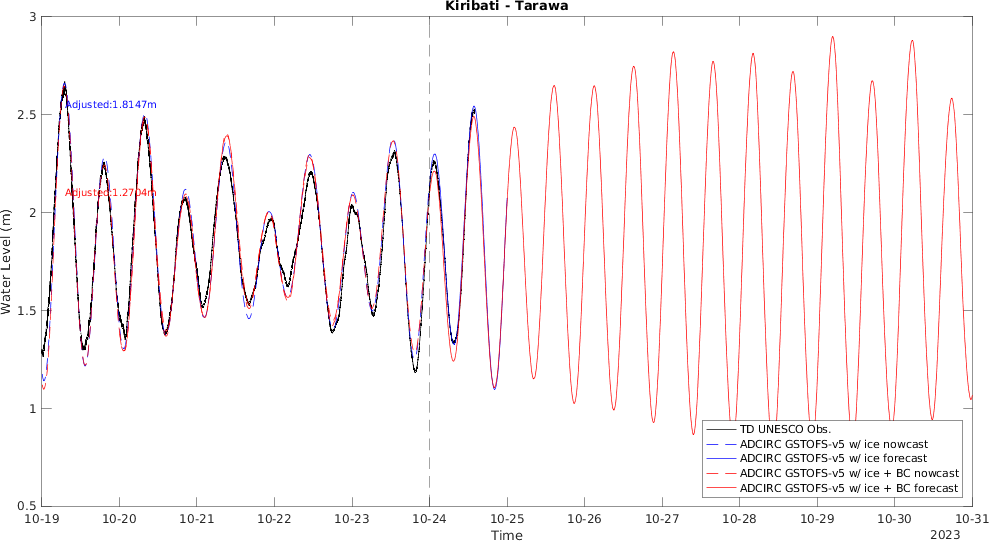 Kiribati - Tarawa
3
2.5
2
1.5
1
0.5
Water Level (m)
Adjusted:1.8147m
Adjusted:1.2704m
TD UNESCO Obs.
ADCIRC GSTOFS-v5 w/ ice nowcast
ADCIRC GSTOFS-v5 w/ ice forecast
ADCIRC GSTOFS-v5 w/ ice + BC nowcast
ADCIRC GSTOFS-v5 w/ ice + BC forecast
10-19 10-20 10-21 10-22 10-23 10-24 10-25 10-26 10-27 10-28 10-29 10-30 10-31
Time
2023